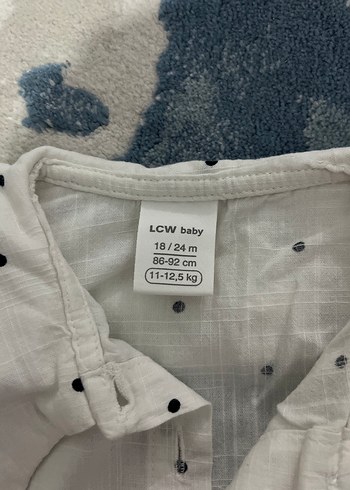 LCW baby
18 / 24 m
86-92 cm
11-12,5 kg